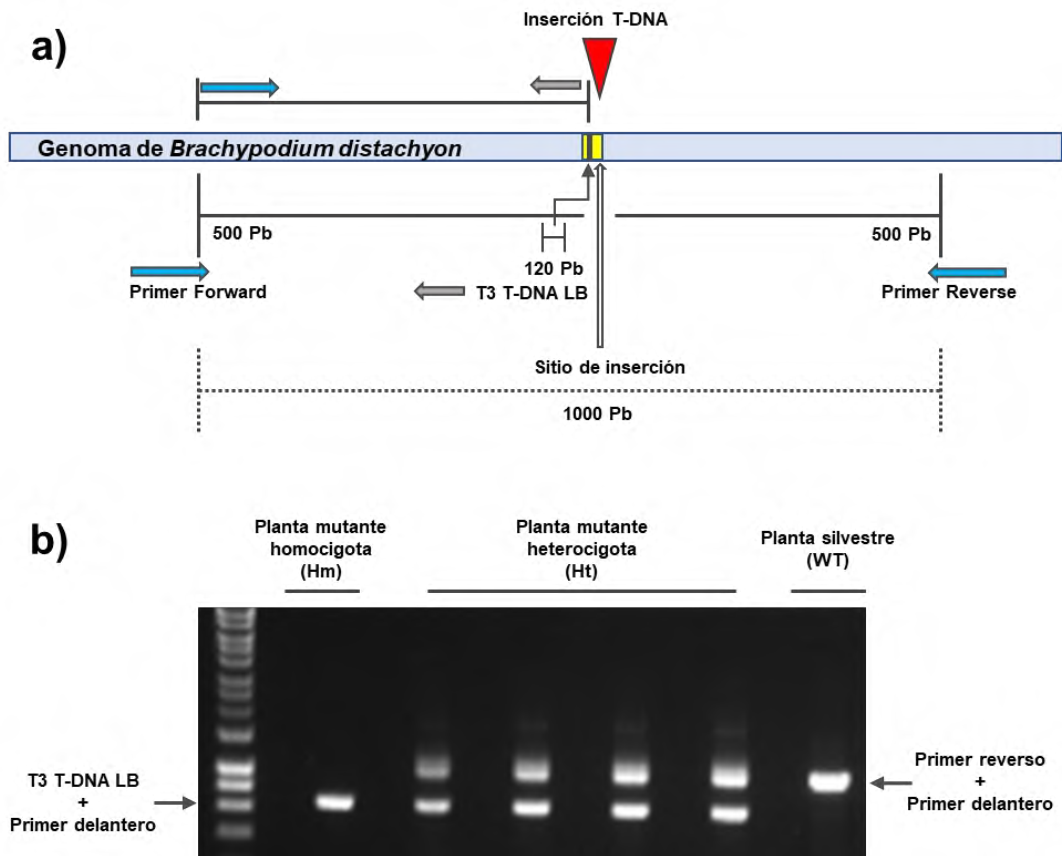 Inserción T-DNA
a)
Genoma de Brachypodium distachyon
500 Pb
500 Pb
120 Pb
Primer Forward
T3 T-DNA LB
Primer Reverse
Sitio de inserción
1000 Pb
b)
Planta mutante
homocigota
(Hm)
Planta mutante
heterocigota
(Ht)
Planta silvestre
(WT)
T3 T-DNA LB
+
Primer delantero
Primer reverso
+
Primer delantero